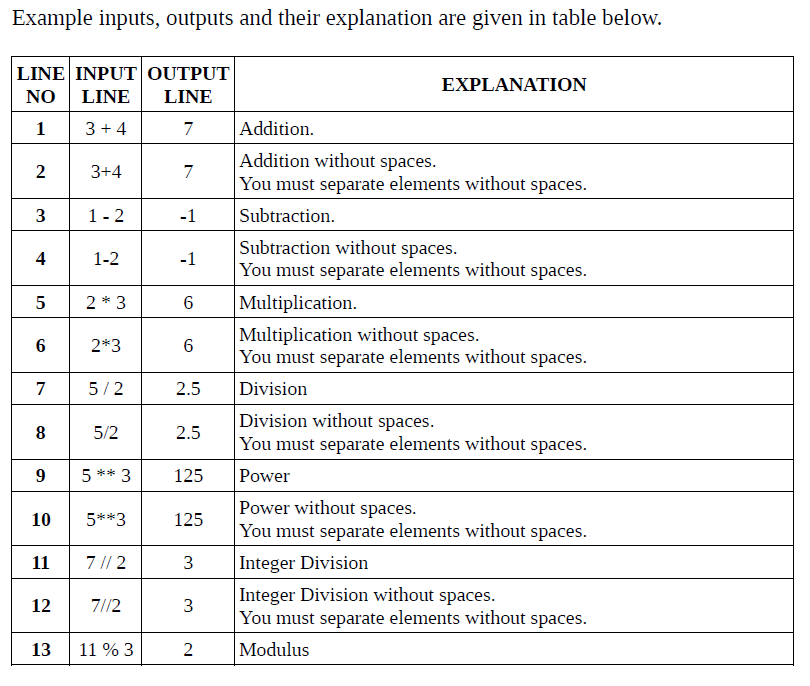 Example inputs, outputs and their explanation are given in table below.
LINE NO INPUT LINE OUTPUT LINE EXPLANATION
1 3 + 4 7 Addition.
2 3+4 7 Addition without spaces.
You must separate elements without spaces.
3 1 - 2 -1 Subtraction.
4 1-2 -1 Subtraction without spaces.
You must separate elements without spaces.
5 2 * 3 6 Multiplication.
6 2*3 6 Multiplication without spaces.
You must separate elements without spaces.
7 5 / 2 2.5 Division
8 5/2 2.5 Division without spaces.
You must separate elements without spaces.
9 5 ** 3 125 Power
10 5**3 125 Power without spaces.
You must separate elements without spaces.
11 7 // 2 3 Integer Division
12 7//2 3 Integer Division without spaces.
You must separate elements without spaces.
13 11 % 3 2 Modulus